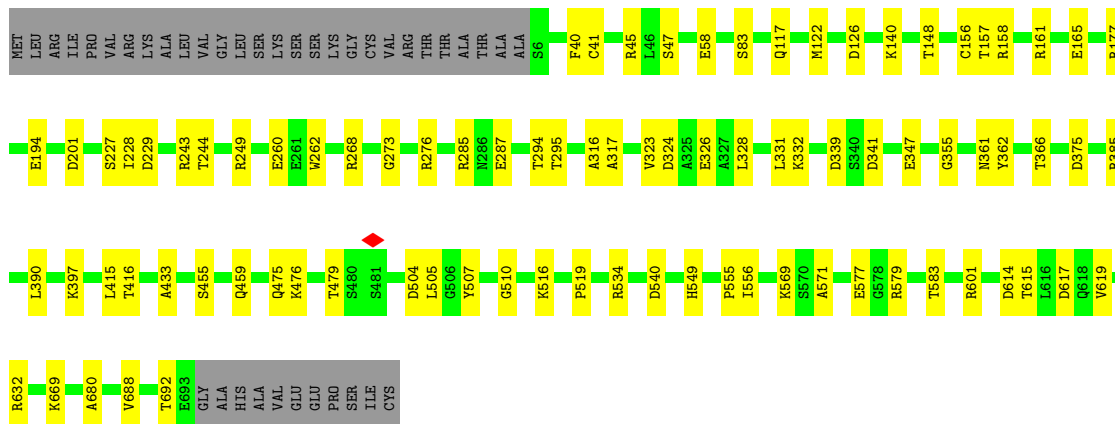 MET LEU ARG ILE PRO VAL ARG LYS ALA LEU VAL GLY LEU SER LYS SER SER LYS GLY CYS VAL ARG THR THR ALA THR ALA ALA S6 F40 C41 R45 L46 S47 E58 S83 Q117 M122 D126 K140 T148 C156 T157 R158 R161 E165
E194 D201 S227 I228 D229 R243 T244 R249 E260 E261 W262 R268 G273 R276 R285 N286 E287 T294 T295 A316 A317 V323 D324 A325 E326 A327 L328 L331 K332 D339 S340 D341 E347 G355 N361 Y362 T366 D375
L390 K397 L415 T416 A433 S455 Q459 Q475 K476 T479 S480 S481 D504 L505 G506 Y507 G510 K516 P519 R534 D540 H549 P555 I556 K569 S570 A571 E577 G578 R579 T583 R601 D614 T615 L616 D617 Q618 V619
R632 K669 A680 V688 T692 E693 GLY ALA HIS ALA VAL GLU GLU PRO SER ILE CYS